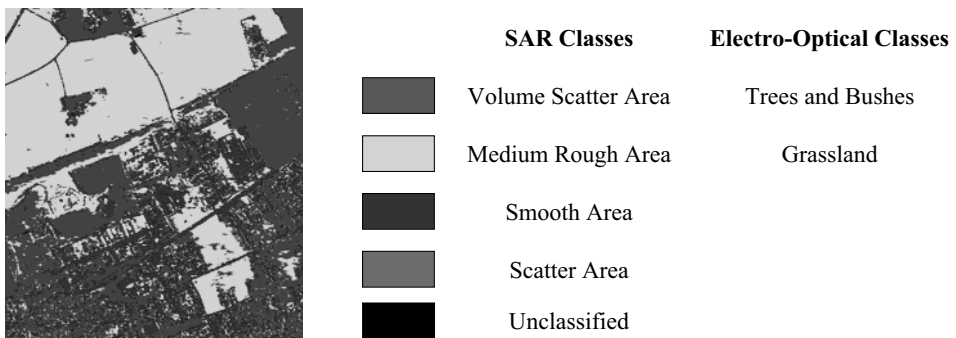 SAR Classes Electro-Optical Classes
Volume Scatter Area Trees and Bushes
Medium Rough Area Grassland
Smooth Area
Scatter Area
Unclassified